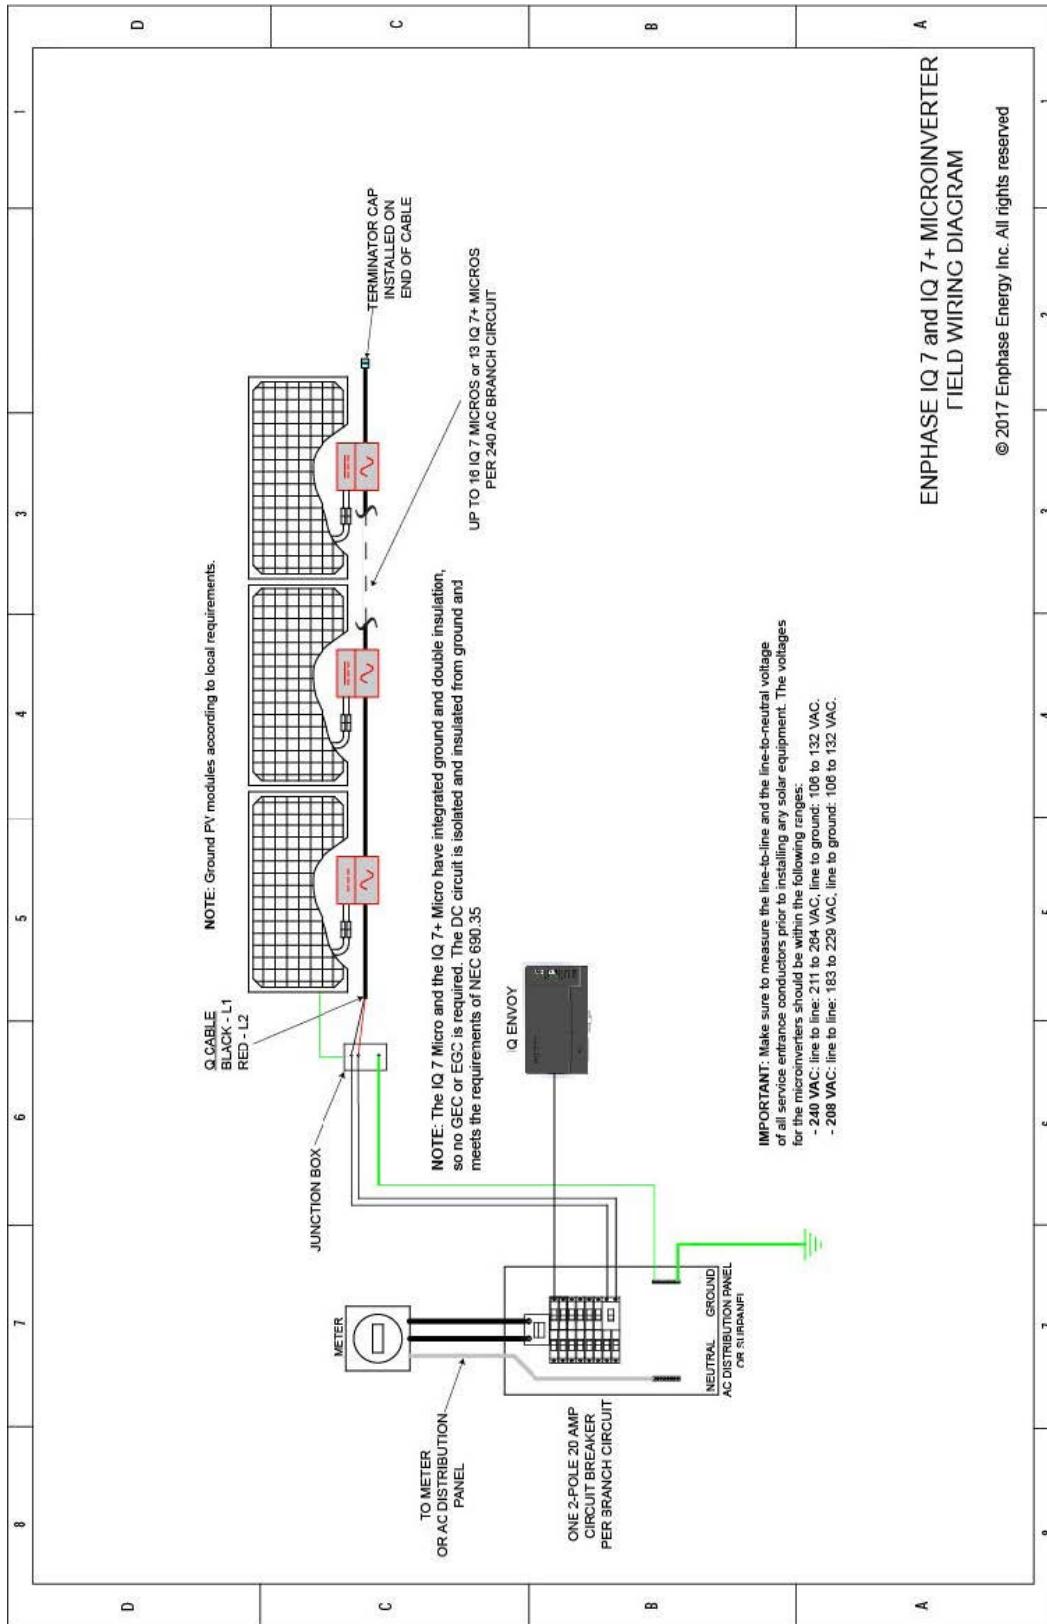 8 7 6 5 4 3 2 1
D
C
B
A
NOTE: Ground PV modules according to local requirements.
Q CABLE
BLACK - L1
RED - L2
JUNCTION BOX
METER
TO METER
OR AC DISTRIBUTION
PANEL
TERMINATOR CAP
INSTALLED ON
END OF CABLE
UP TO 16 IQ 7 MICROS or 13 IQ 7+ MICROS
PER 240 AC BRANCH CIRCUIT
NOTE: The IQ 7 Micro and the IQ 7+ Micro have integrated ground and double insulation,
so no GEC or EGC is required. The DC circuit is isolated and insulated from ground and
meets the requirements of NEC 690.35
IQ ENVOY
ONE 2-POLE 20 AMP
CIRCUIT BREAKER
PER BRANCH CIRCUIT
NEUTRAL GROUND
AC DISTRIBUTION PANEL
OR SUBPANEL
IMPORTANT: Make sure to measure the line-to-line and the line-to-neutral voltage
of all service entrance conductors prior to installing any solar equipment. The voltages
for the microinverters should be within the following ranges:
- 240 VAC: line to line: 211 to 264 VAC, line to ground: 106 to 132 VAC.
- 208 VAC: line to line: 183 to 229 VAC, line to ground: 106 to 132 VAC.
ENPHASE IQ 7 and IQ 7+ MICROINVERTER
FIELD WIRING DIAGRAM
© 2017 Enphase Energy Inc. All rights reserved
D
C
B
A
8 7 6 5 4 3 2 1